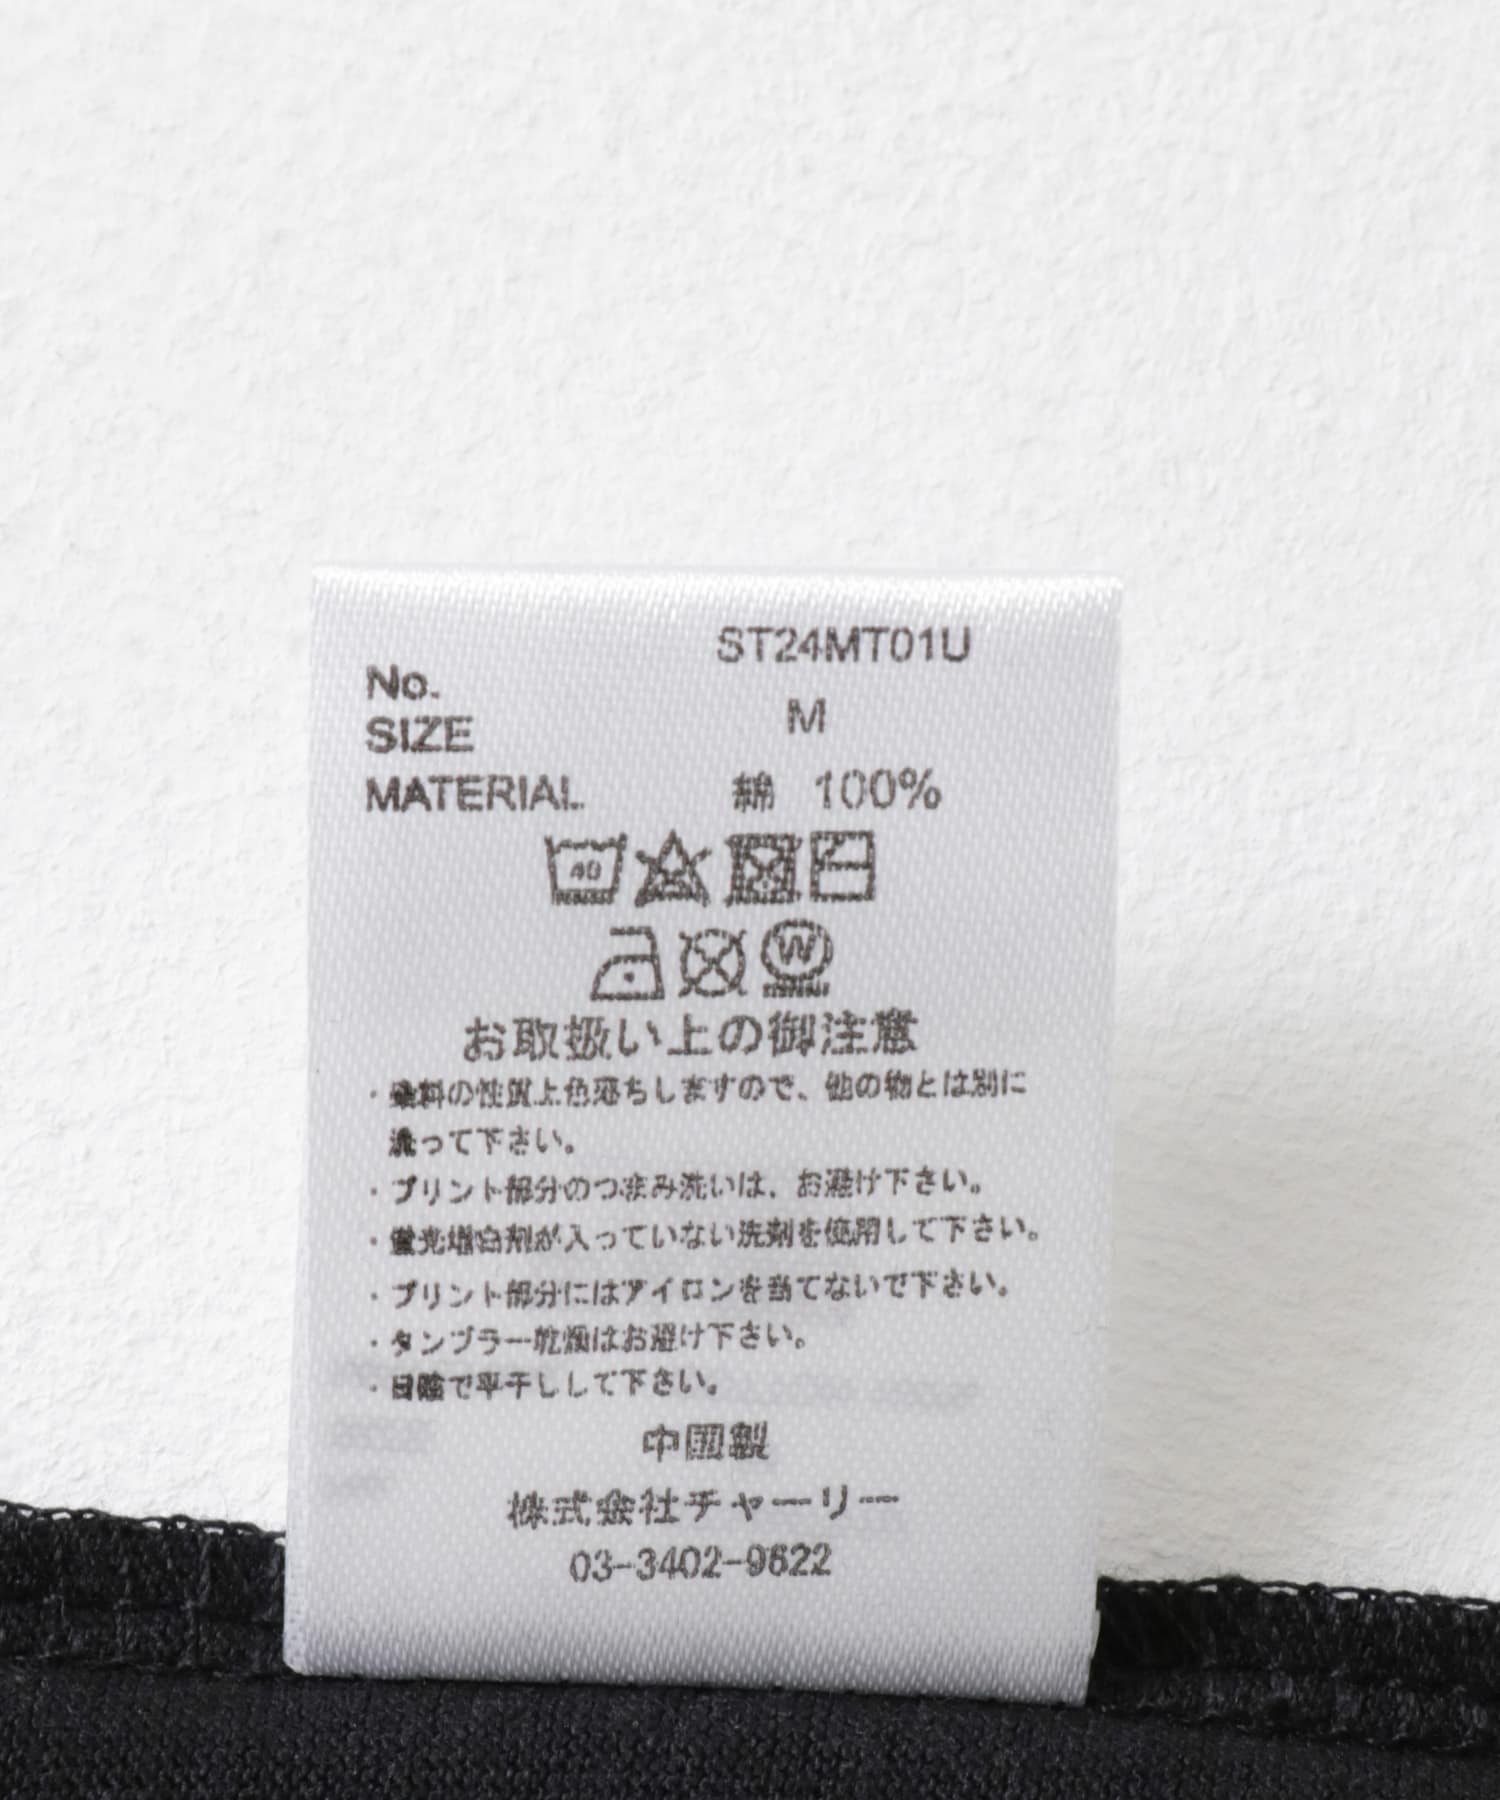 No. ST24MT01U
SIZE M
MATERIAL 綿 100%
40
W
お取扱い上の御注意
・染料の性質上色落ちしますので、他の物とは別に
洗って下さい。
・プリント部分のつまみ洗いは、お避け下さい。
・蛍光増白剤が入っていない洗剤を使用して下さい。
・プリント部分にはアイロンを当てないで下さい。
・タンブラー乾燥はお避け下さい。
・日陰で平干しして下さい。
中国製
株式会社チャーリー
03-3402-9622